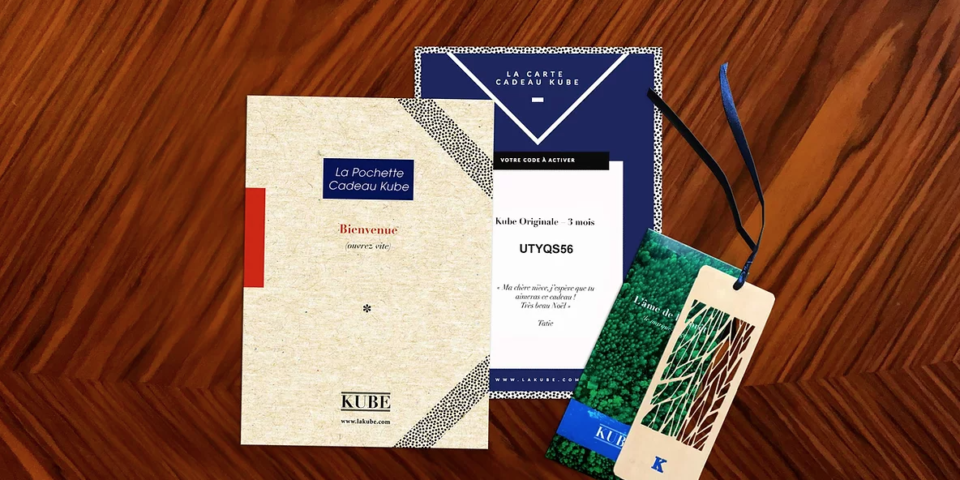 La Pochette
Cadeau Kube
Bienvenue
(ouvrez vite)
*
KUBE
www.lakube.com
LA CARTE
CADEAU KUBE
VOTRE CODE À ACTIVER
Kube Originale – 3 mois
UTYQS56
« Ma chère nièce, j'espère que tu
aimeras ce cadeau !
Très beau Noël »
Tatie
WWW.LAKUBE.COM
L'âme de
KUBE
K